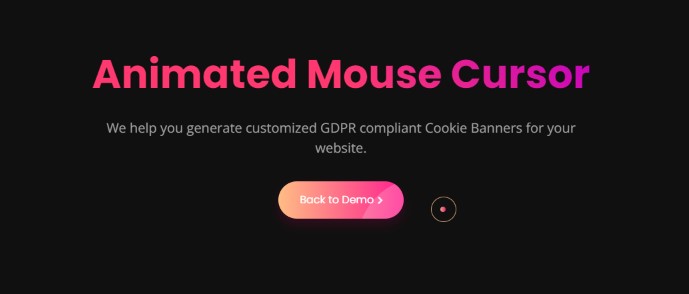 Animated Mouse Cursor
We help you generate customized GDPR compliant Cookie Banners for your
website.
Back to Demo